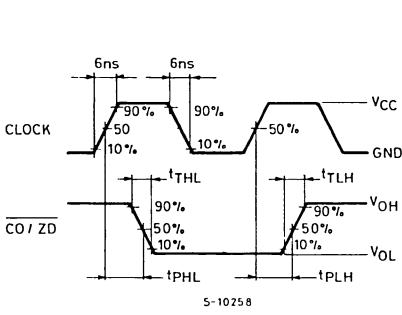 6ns 6ns
90% 90% VCC
CLOCK 50 50%
10% 10% GND
tTHL tTLH
90% 90% VOH
CO / ZD 50% 50%
10% 10% VOL
tPHL tPLH
S-10258